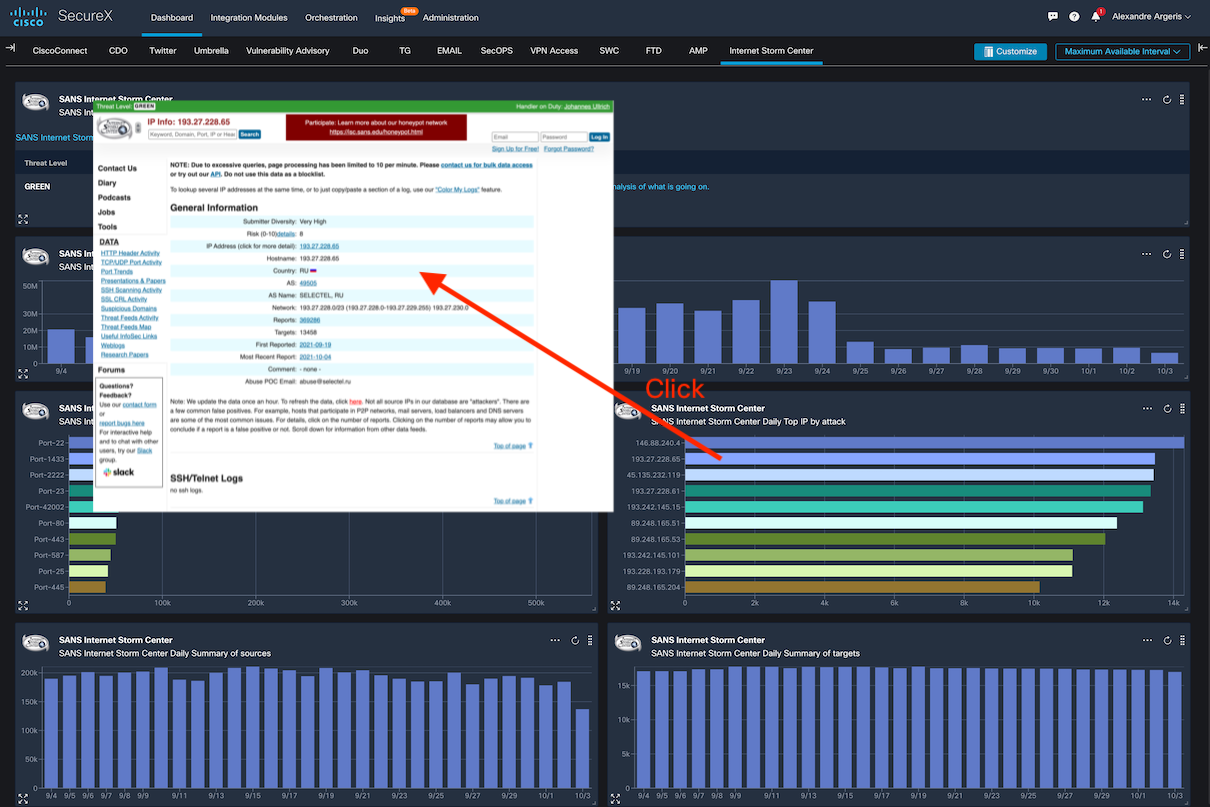 CISCO SecureX Dashboard Integration Modules Orchestration Insights Beta Administration 1 Alexandre Argeris
CiscoConnect CDO Twitter Umbrella Vulnerability Advisory Duo TG EMAIL SecOPS VPN Access SWC FTD AMP Internet Storm Center Customize Maximum Available Interval
SANS Internet Storm Center
SANS Int
SANS Internet Storm
Threat Level
GREEN
nalysis of what is going on.
Threat Level: GREEN
Handler on Duty: Johannes Ullrich
IP Info: 193.27.228.65
Keyword, Domain, Port, IP or Hea Search
Participate: Learn more about our honeypot network
https://isc.sans.edu/honeypot.html
Email Password Log In
Sign Up for Free! Forgot Password?
Contact Us
Diary
Podcasts
Jobs
Tools
DATA
HTTP Header Activity
TCP/UDP Port Activity
Port Trends
Presentations & Papers
SSH Scanning Activity
SSL CRL Activity
Suspicious Domains
Threat Feeds Activity
Threat Feeds Map
Useful InfoSec Links
Weblogs
Research Papers
Forums
Questions?
Feedback?
Use our contact form
or
report bugs here
For interactive help
and to chat with other
users, try our Slack
group.
slack
NOTE: Due to excessive queries, page processing has been limited to 10 per minute. Please contact us for bulk data access
or try out our API. Do not use this data as a blocklist.
To lookup several IP addresses at the same time, or to just copy/paste a section of a log, use our "Color My Logs" feature.
General Information
Submitter Diversity: Very High
Risk (0-10)details: 8
IP Address (click for more detail): 193.27.228.65
Hostname: 193.27.228.65
Country: RU
AS: 49505
AS Name: SELECTEL, RU
Network: 193.27.228.0/23 (193.27.228.0-193.27.229.255) 193.27.230.0
Reports: 369286
Targets: 13458
First Reported: 2021-09-19
Most Recent Report: 2021-10-04
Comment: - none -
Abuse POC Email: abuse@selectel.ru
Note: We update the data once an hour. To refresh the data, click here. Not all source IPs in our database are "attackers". There are
a few common false positives. For example, hosts that participate in P2P networks, mail servers, load balancers and DNS servers
are some of the most common issues. For details, click on the number of reports. Clicking on the number of reports may allow you to
conclude if a report is a false positive or not. Scroll down for information from other data feeds.
Top of page
SSH/Telnet Logs
no ssh logs.
Top of page
Click
SANS
SANS Int
50M
30M
20M
10M
0
9/4
9/19 9/20 9/21 9/22 9/23 9/24 9/25 9/26 9/27 9/28 9/29 9/30 10/1 10/2 10/3
SANS
SANS Int
Port-22
Port-1433
Port-2222
Port-23
Port-42002
Port-80
Port-443
Port-587
Port-25
Port-445
0 100k 200k 300k 400k 500k
SANS Internet Storm Center
SANS Internet Storm Center Daily Top IP by attack
146.88.240.4
193.27.228.65
45.135.232.119
193.27.228.61
193.242.145.15
89.248.165.51
89.248.165.53
193.242.145.101
193.228.193.179
89.248.165.204
0 2k 4k 6k 8k 10k 12k 14k
SANS Internet Storm Center
SANS Internet Storm Center Daily Summary of sources
200k
150k
100k
50k
0
9/4 9/5 9/6 9/7 9/8 9/9 9/11 9/13 9/15 9/17 9/19 9/21 9/23 9/25 9/27 9/29 10/1 10/3
SANS Internet Storm Center
SANS Internet Storm Center Daily Summary of targets
15k
10k
5k
0
9/4 9/5 9/6 9/7 9/8 9/9 9/11 9/13 9/15 9/17 9/19 9/21 9/23 9/25 9/27 9/29 10/1 10/3